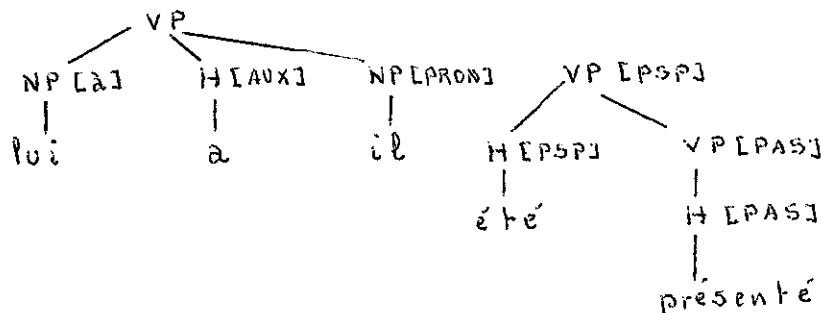 VP
NP [à] H [AUX] NP [PRON] VP [PSP]
lui a il H [PSP] VP [PAS]
été H [PAS]
présenté